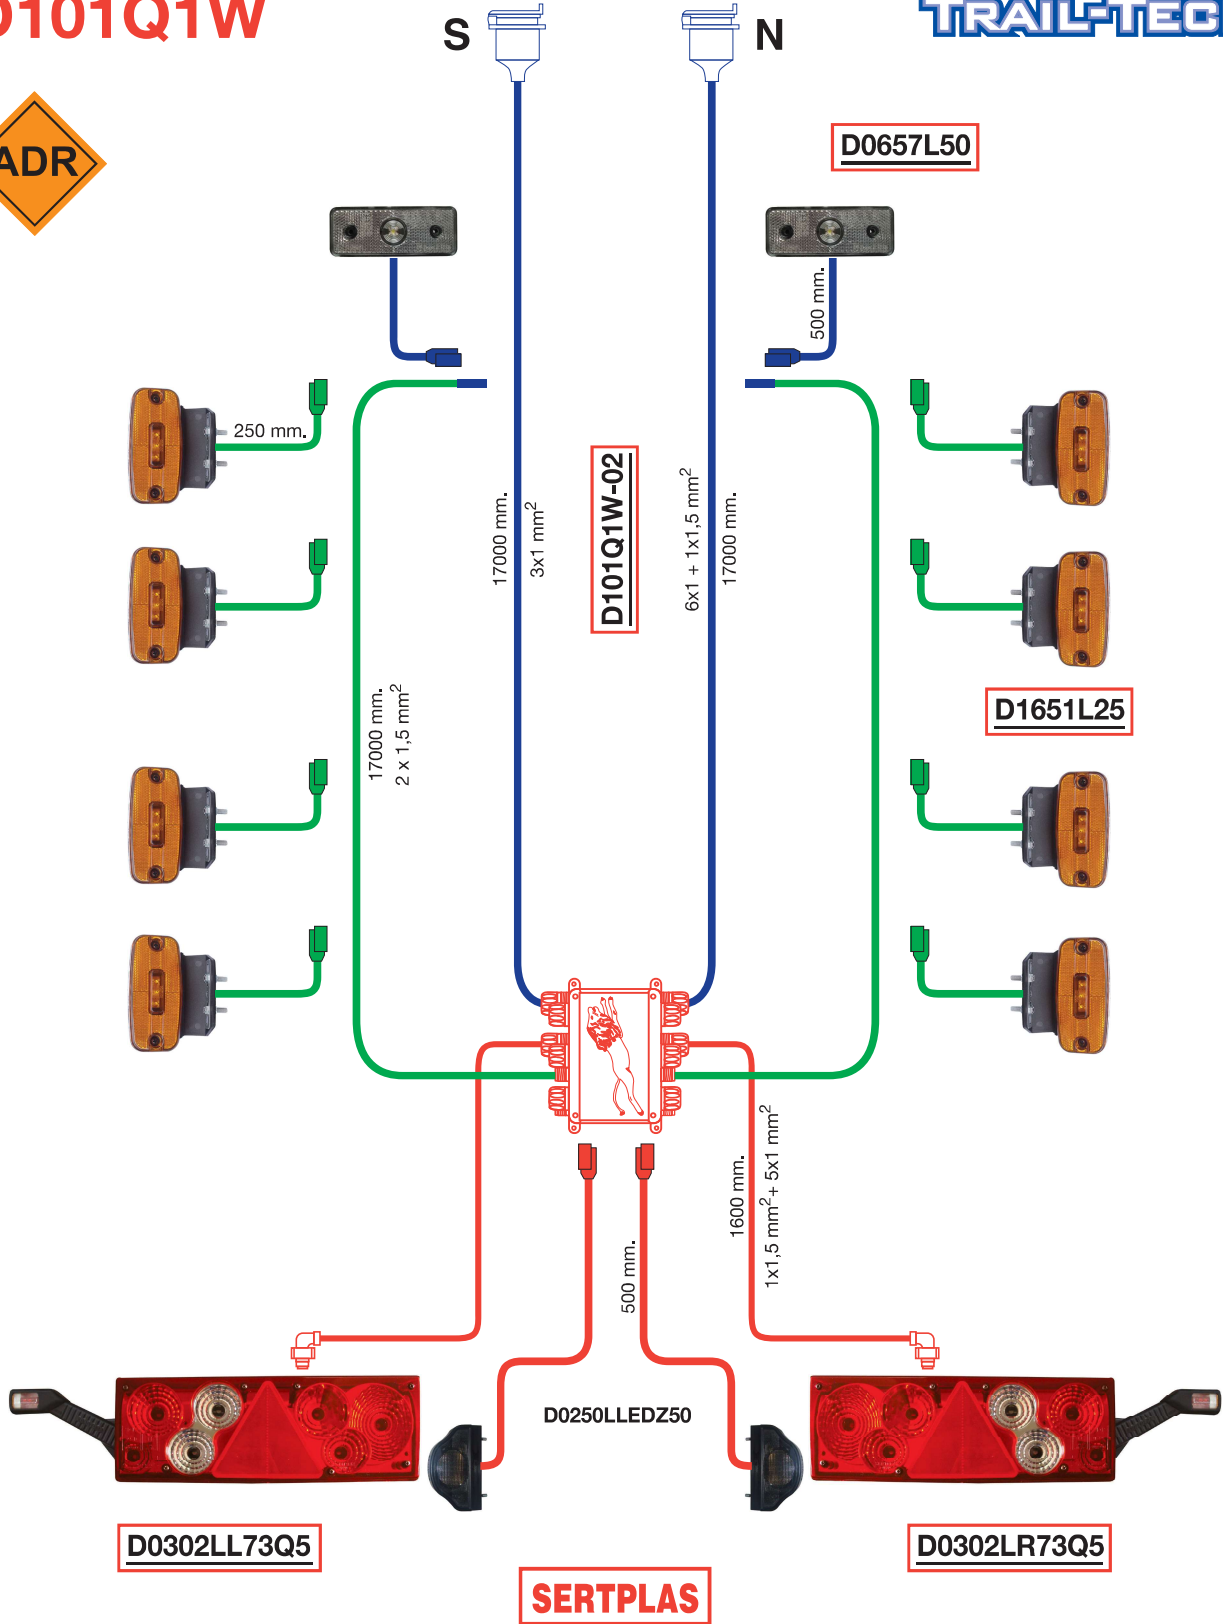 D101Q1W
TRAIL-TEC
S
N
ADR
D0657L50
500 mm.
250 mm.
17000 mm.
3x1 mm²
D101Q1W-02
6x1 + 1x1,5 mm²
17000 mm.
17000 mm.
2 x 1,5 mm²
D1651L25
1600 mm.
1x1,5 mm²+ 5x1 mm²
500 mm.
D0250LLEDZ50
D0302LL73Q5
D0302LR73Q5
SERTPLAS